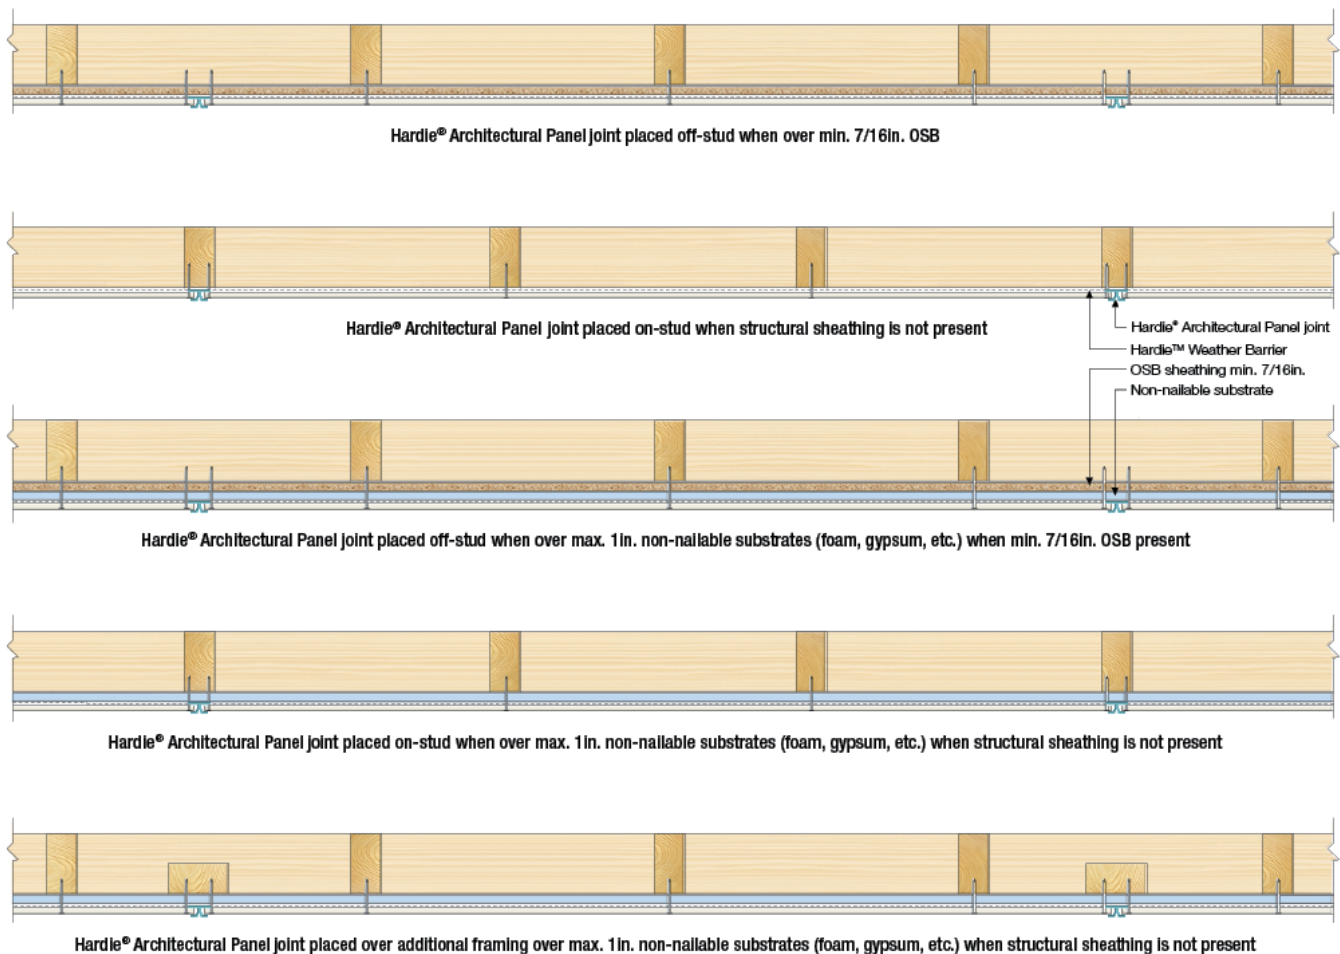 Hardie® Architectural Panel joint placed off-stud when over min. 7/16in. OSB
Hardie® Architectural Panel joint placed on-stud when structural sheathing is not present
Hardie® Architectural Panel joint
Hardie™ Weather Barrier
OSB sheathing min. 7/16in.
Non-nailable substrate
Hardie® Architectural Panel joint placed off-stud when over max. 1in. non-nailable substrates (foam, gypsum, etc.) when min. 7/16in. OSB present
Hardie® Architectural Panel joint placed on-stud when over max. 1in. non-nailable substrates (foam, gypsum, etc.) when structural sheathing is not present
Hardie® Architectural Panel joint placed over additional framing over max. 1in. non-nailable substrates (foam, gypsum, etc.) when structural sheathing is not present